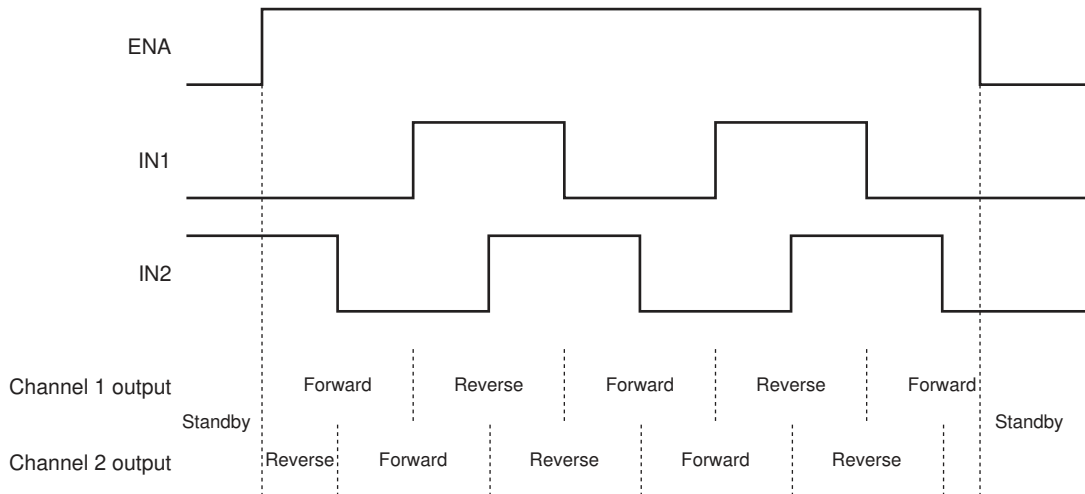 ENA
IN1
IN2
Channel 1 output
Forward
Reverse
Forward
Reverse
Forward
Standby
Standby
Channel 2 output
Reverse
Forward
Reverse
Forward
Reverse